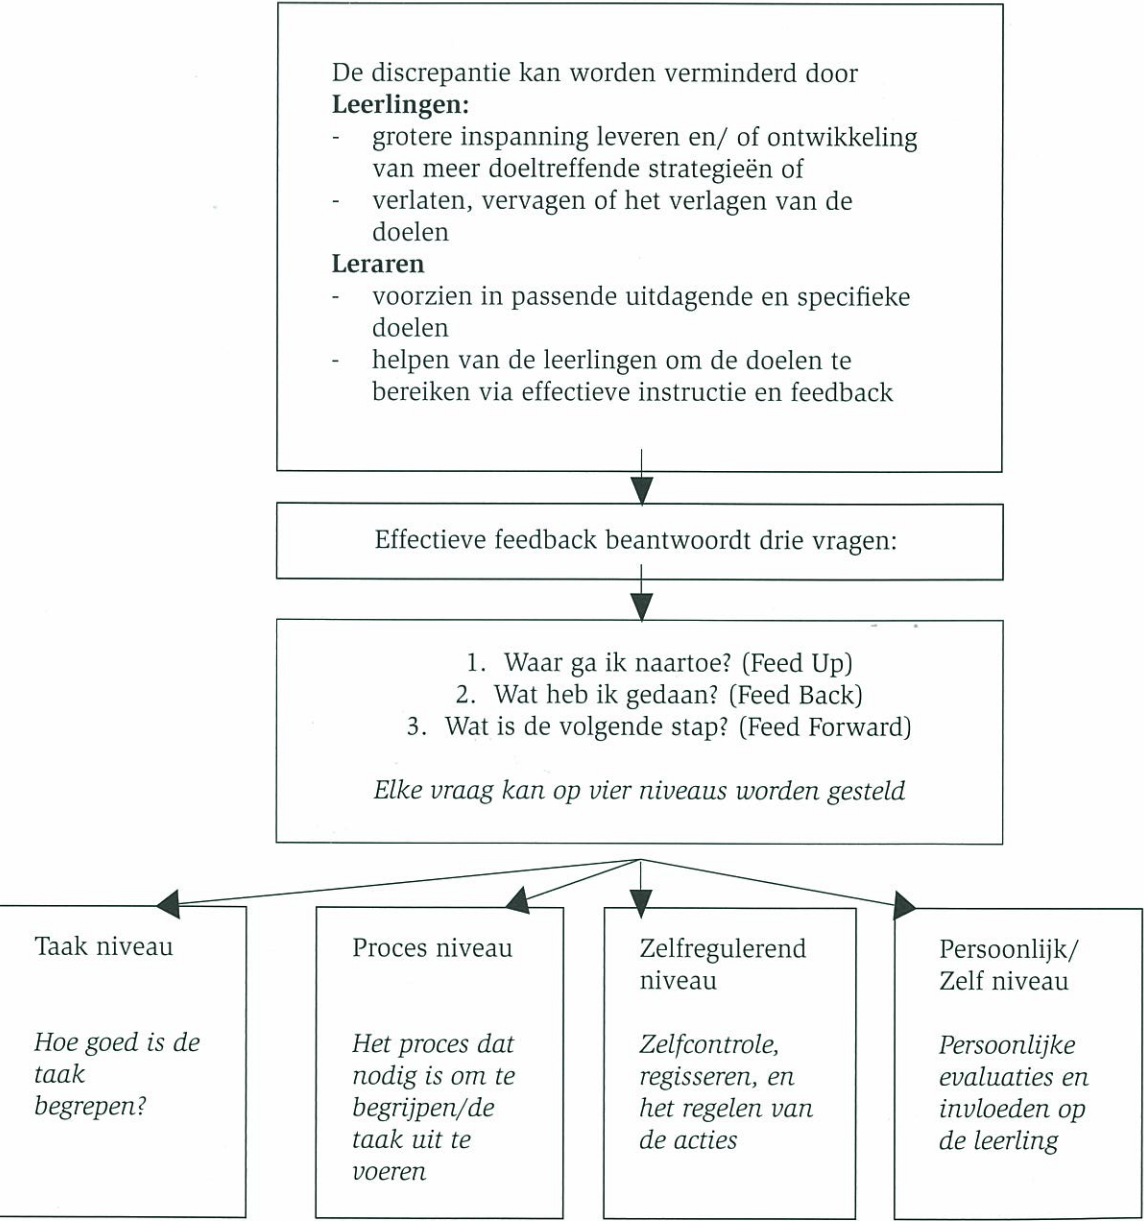 De discrepantie kan worden verminderd door
Leerlingen:
- grotere inspanning leveren en/ of ontwikkeling
van meer doeltreffende strategieën of
- verlaten, vervagen of het verlagen van de
doelen
Leraren
- voorzien in passende uitdagende en specifieke
doelen
- helpen van de leerlingen om de doelen te
bereiken via effectieve instructie en feedback
Effectieve feedback beantwoordt drie vragen:
1. Waar ga ik naartoe? (Feed Up)
2. Wat heb ik gedaan? (Feed Back)
3. Wat is de volgende stap? (Feed Forward)
Elke vraag kan op vier niveaus worden gesteld
Taak niveau
Hoe goed is de
taak
begrepen?
Proces niveau
Het proces dat
nodig is om te
begrijpen/de
taak uit te
voeren
Zelfregulerend
niveau
Zelfcontrole,
regisseren, en
het regelen van
de acties
Persoonlijk/
Zelf niveau
Persoonlijke
evaluaties en
invloeden op
de leerling